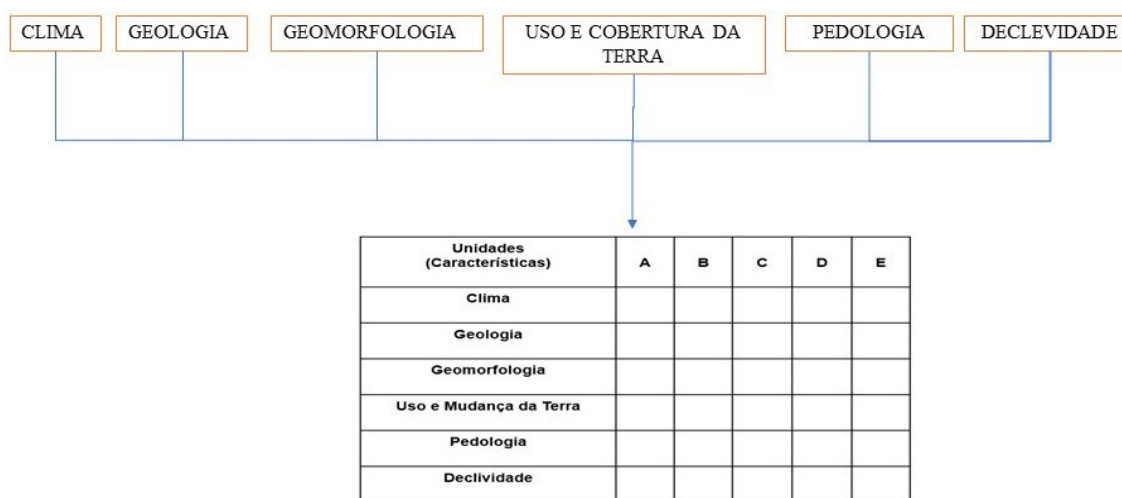 CLIMA
GEOLOGIA
GEOMORFOLOGIA
USO E COBERTURA DA
TERRA
PEDOLOGIA
DECLEVIDADE
Unidades
(Características)
A
B
C
D
E
Clima
Geologia
Geomorfologia
Uso e Mudança da Terra
Pedologia
Declividade